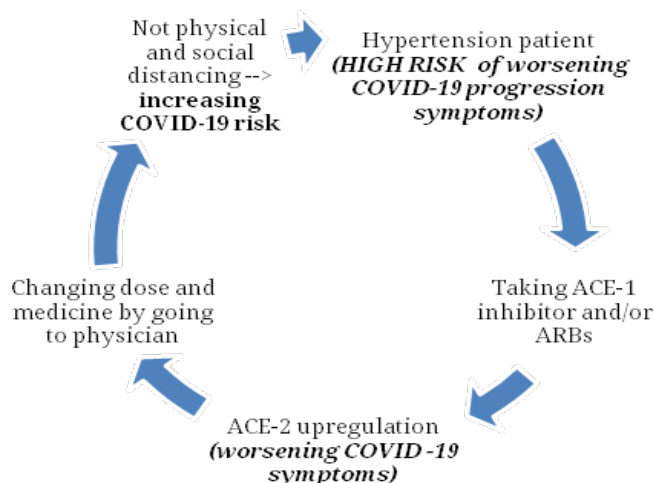 Not physical
and social
distancing -->
increasing
COVID-19 risk
Hypertension patient
(HIGH RISK of worsening
COVID-19 progression
symptoms)
Taking ACE-1
inhibitor and/or
ARBs
ACE-2 upregulation
(worsening COVID -19
symptoms)
Changing dose and
medicine by going
to physician